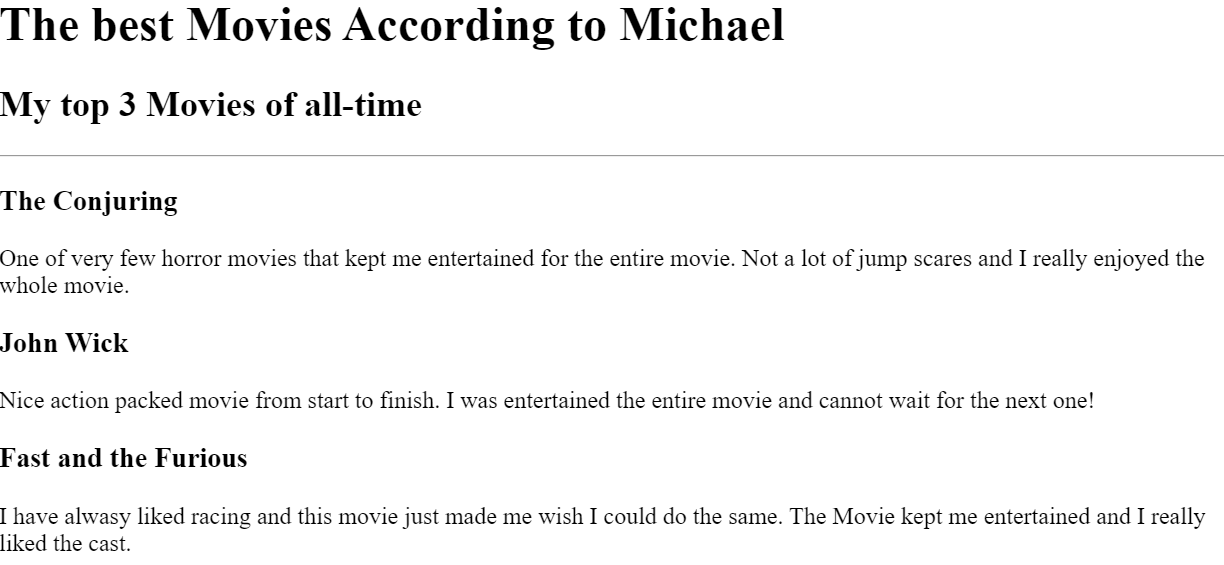 The best Movies According to Michael
My top 3 Movies of all-time
The Conjuring
One of very few horror movies that kept me entertained for the entire movie. Not a lot of jump scares and I really enjoyed the
whole movie.
John Wick
Nice action packed movie from start to finish. I was entertained the entire movie and cannot wait for the next one!
Fast and the Furious
I have alwasy liked racing and this movie just made me wish I could do the same. The Movie kept me entertained and I really
liked the cast.